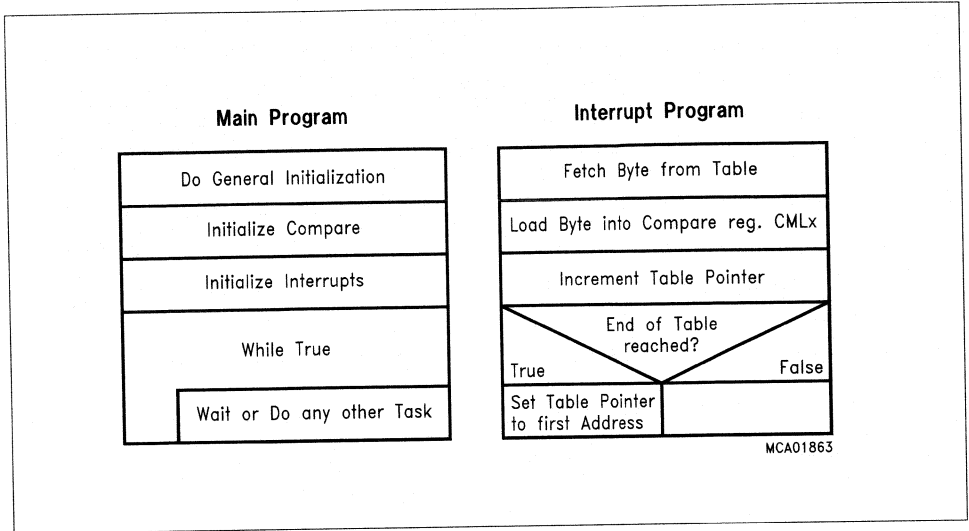 Main Program
Do General Initialization
Initialize Compare
Initialize Interrupts
While True
Wait or Do any other Task
Interrupt Program
Fetch Byte from Table
Load Byte into Compare reg. CMLx
Increment Table Pointer
End of Table
reached?
True
False
Set Table Pointer
to first Address
MCA01863